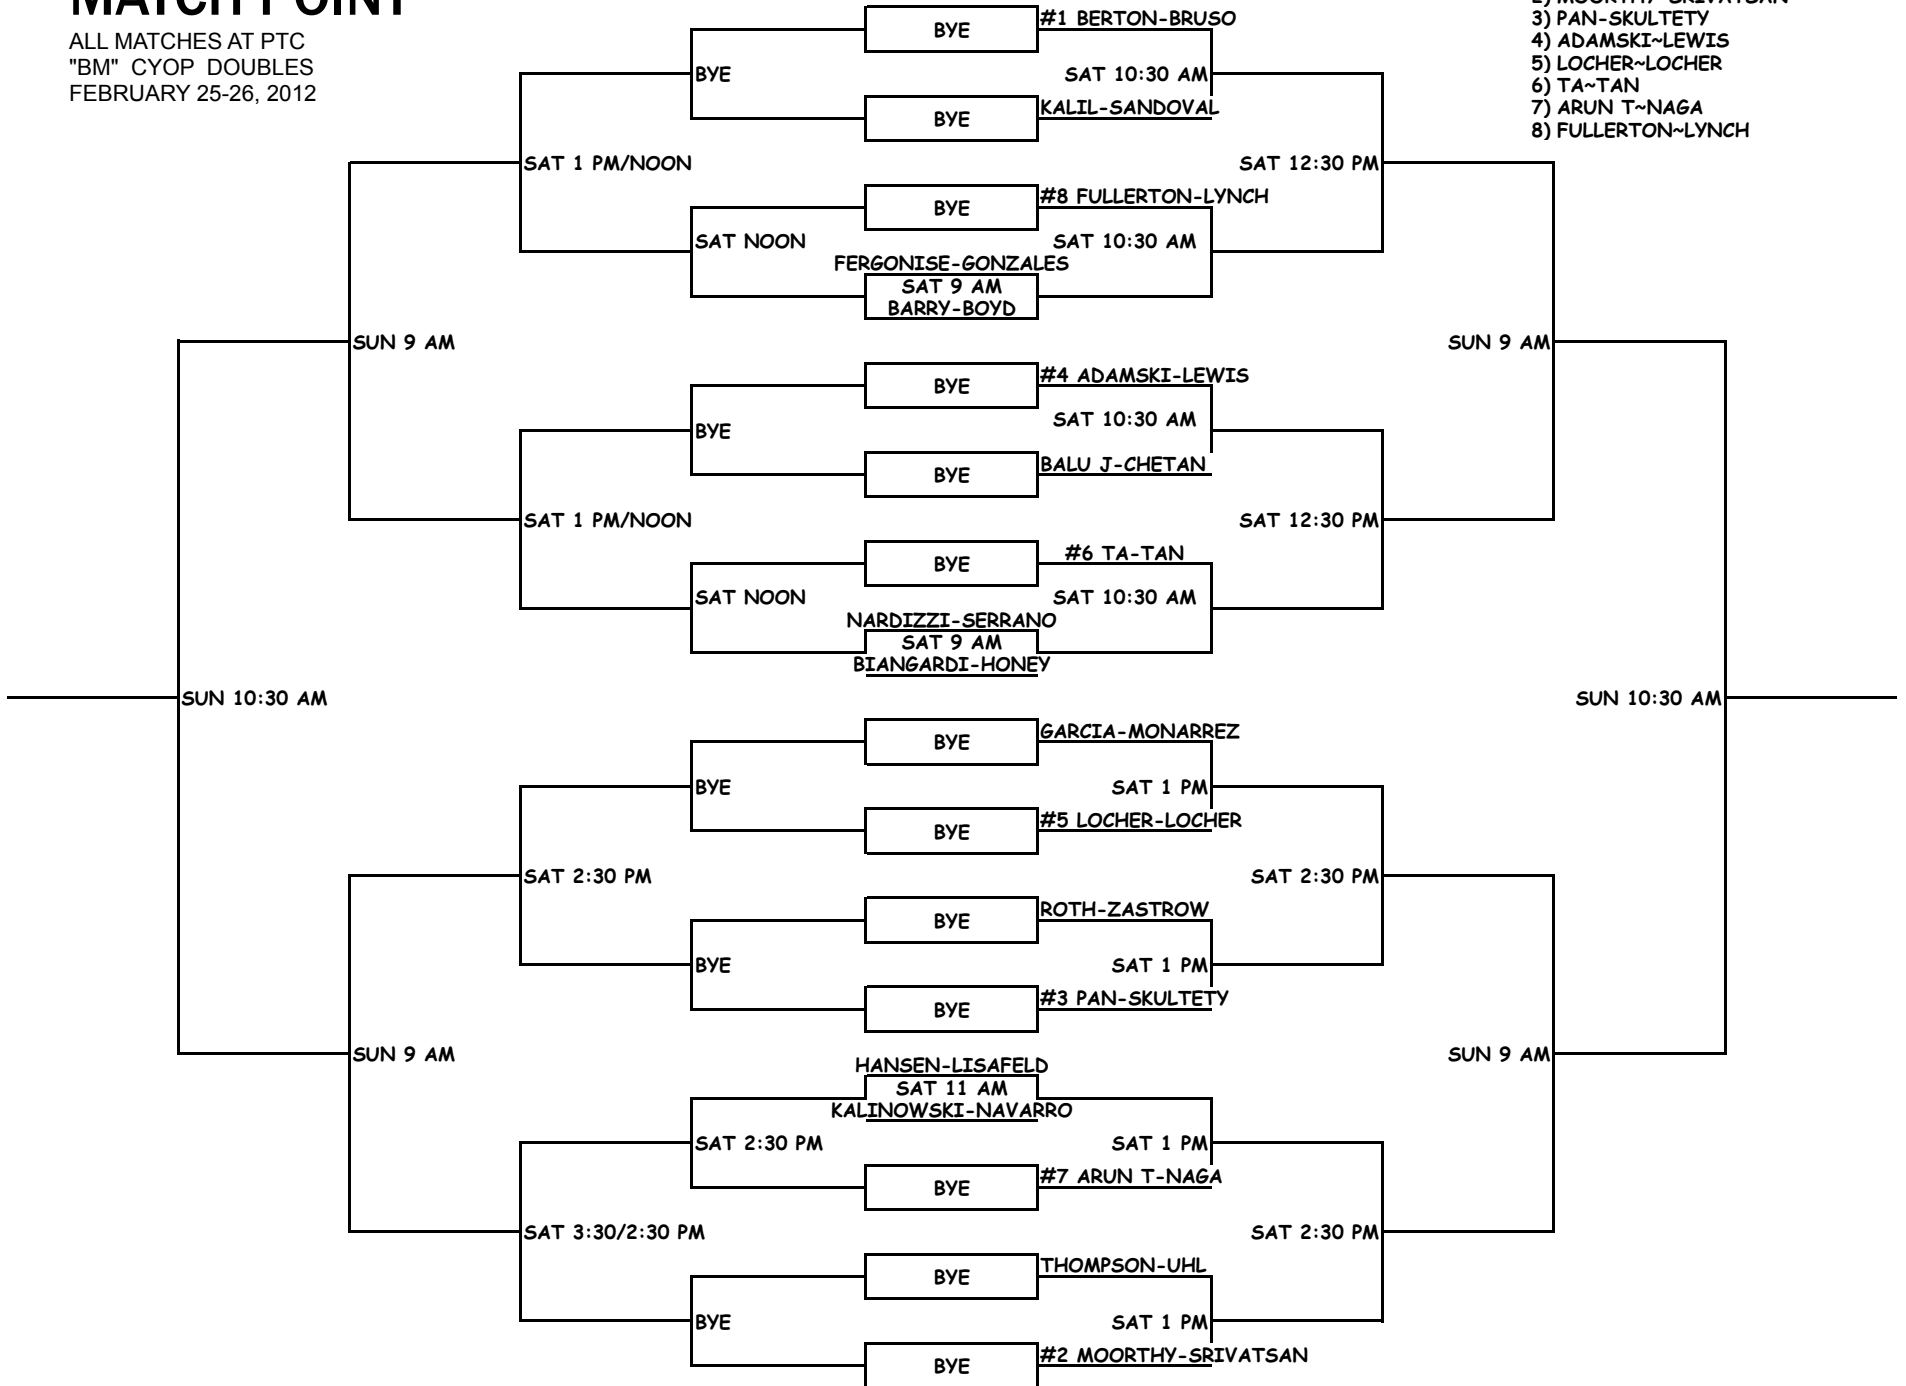 MATCH POINT
ALL MATCHES AT PTC
"BM" CYOP DOUBLES
FEBRUARY 25-26, 2012
2) MOORTHY-SRIVATSAN
3) PAN-SKULTETY
4) ADAMSKI~LEWIS
5) LOCHER~LOCHER
6) TA~TAN
7) ARUN T~NAGA
8) FULLERTON~LYNCH
BYE
#1 BERTON-BRUSO
BYE
SAT 10:30 AM
BYE
KALIL-SANDOVAL
SAT 1 PM/NOON
SAT 12:30 PM
BYE
#8 FULLERTON-LYNCH
SAT NOON
SAT 10:30 AM
FERGONISE-GONZALES
SAT 9 AM
BARRY-BOYD
SUN 9 AM
SUN 9 AM
BYE
#4 ADAMSKI-LEWIS
BYE
SAT 10:30 AM
BYE
BALU J-CHETAN
SAT 1 PM/NOON
SAT 12:30 PM
BYE
#6 TA-TAN
SAT NOON
SAT 10:30 AM
NARDIZZI-SERRANO
SAT 9 AM
BIANGARDI-HONEY
SUN 10:30 AM
SUN 10:30 AM
BYE
GARCIA-MONARREZ
BYE
SAT 1 PM
BYE
#5 LOCHER-LOCHER
SAT 2:30 PM
SAT 2:30 PM
BYE
ROTH-ZASTROW
BYE
SAT 1 PM
BYE
#3 PAN-SKULTETY
SUN 9 AM
SUN 9 AM
HANSEN-LISAFELD
SAT 11 AM
KALINOWSKI-NAVARRO
SAT 2:30 PM
SAT 1 PM
BYE
#7 ARUN T-NAGA
SAT 3:30/2:30 PM
SAT 2:30 PM
BYE
THOMPSON-UHL
BYE
SAT 1 PM
BYE
#2 MOORTHY-SRIVATSAN